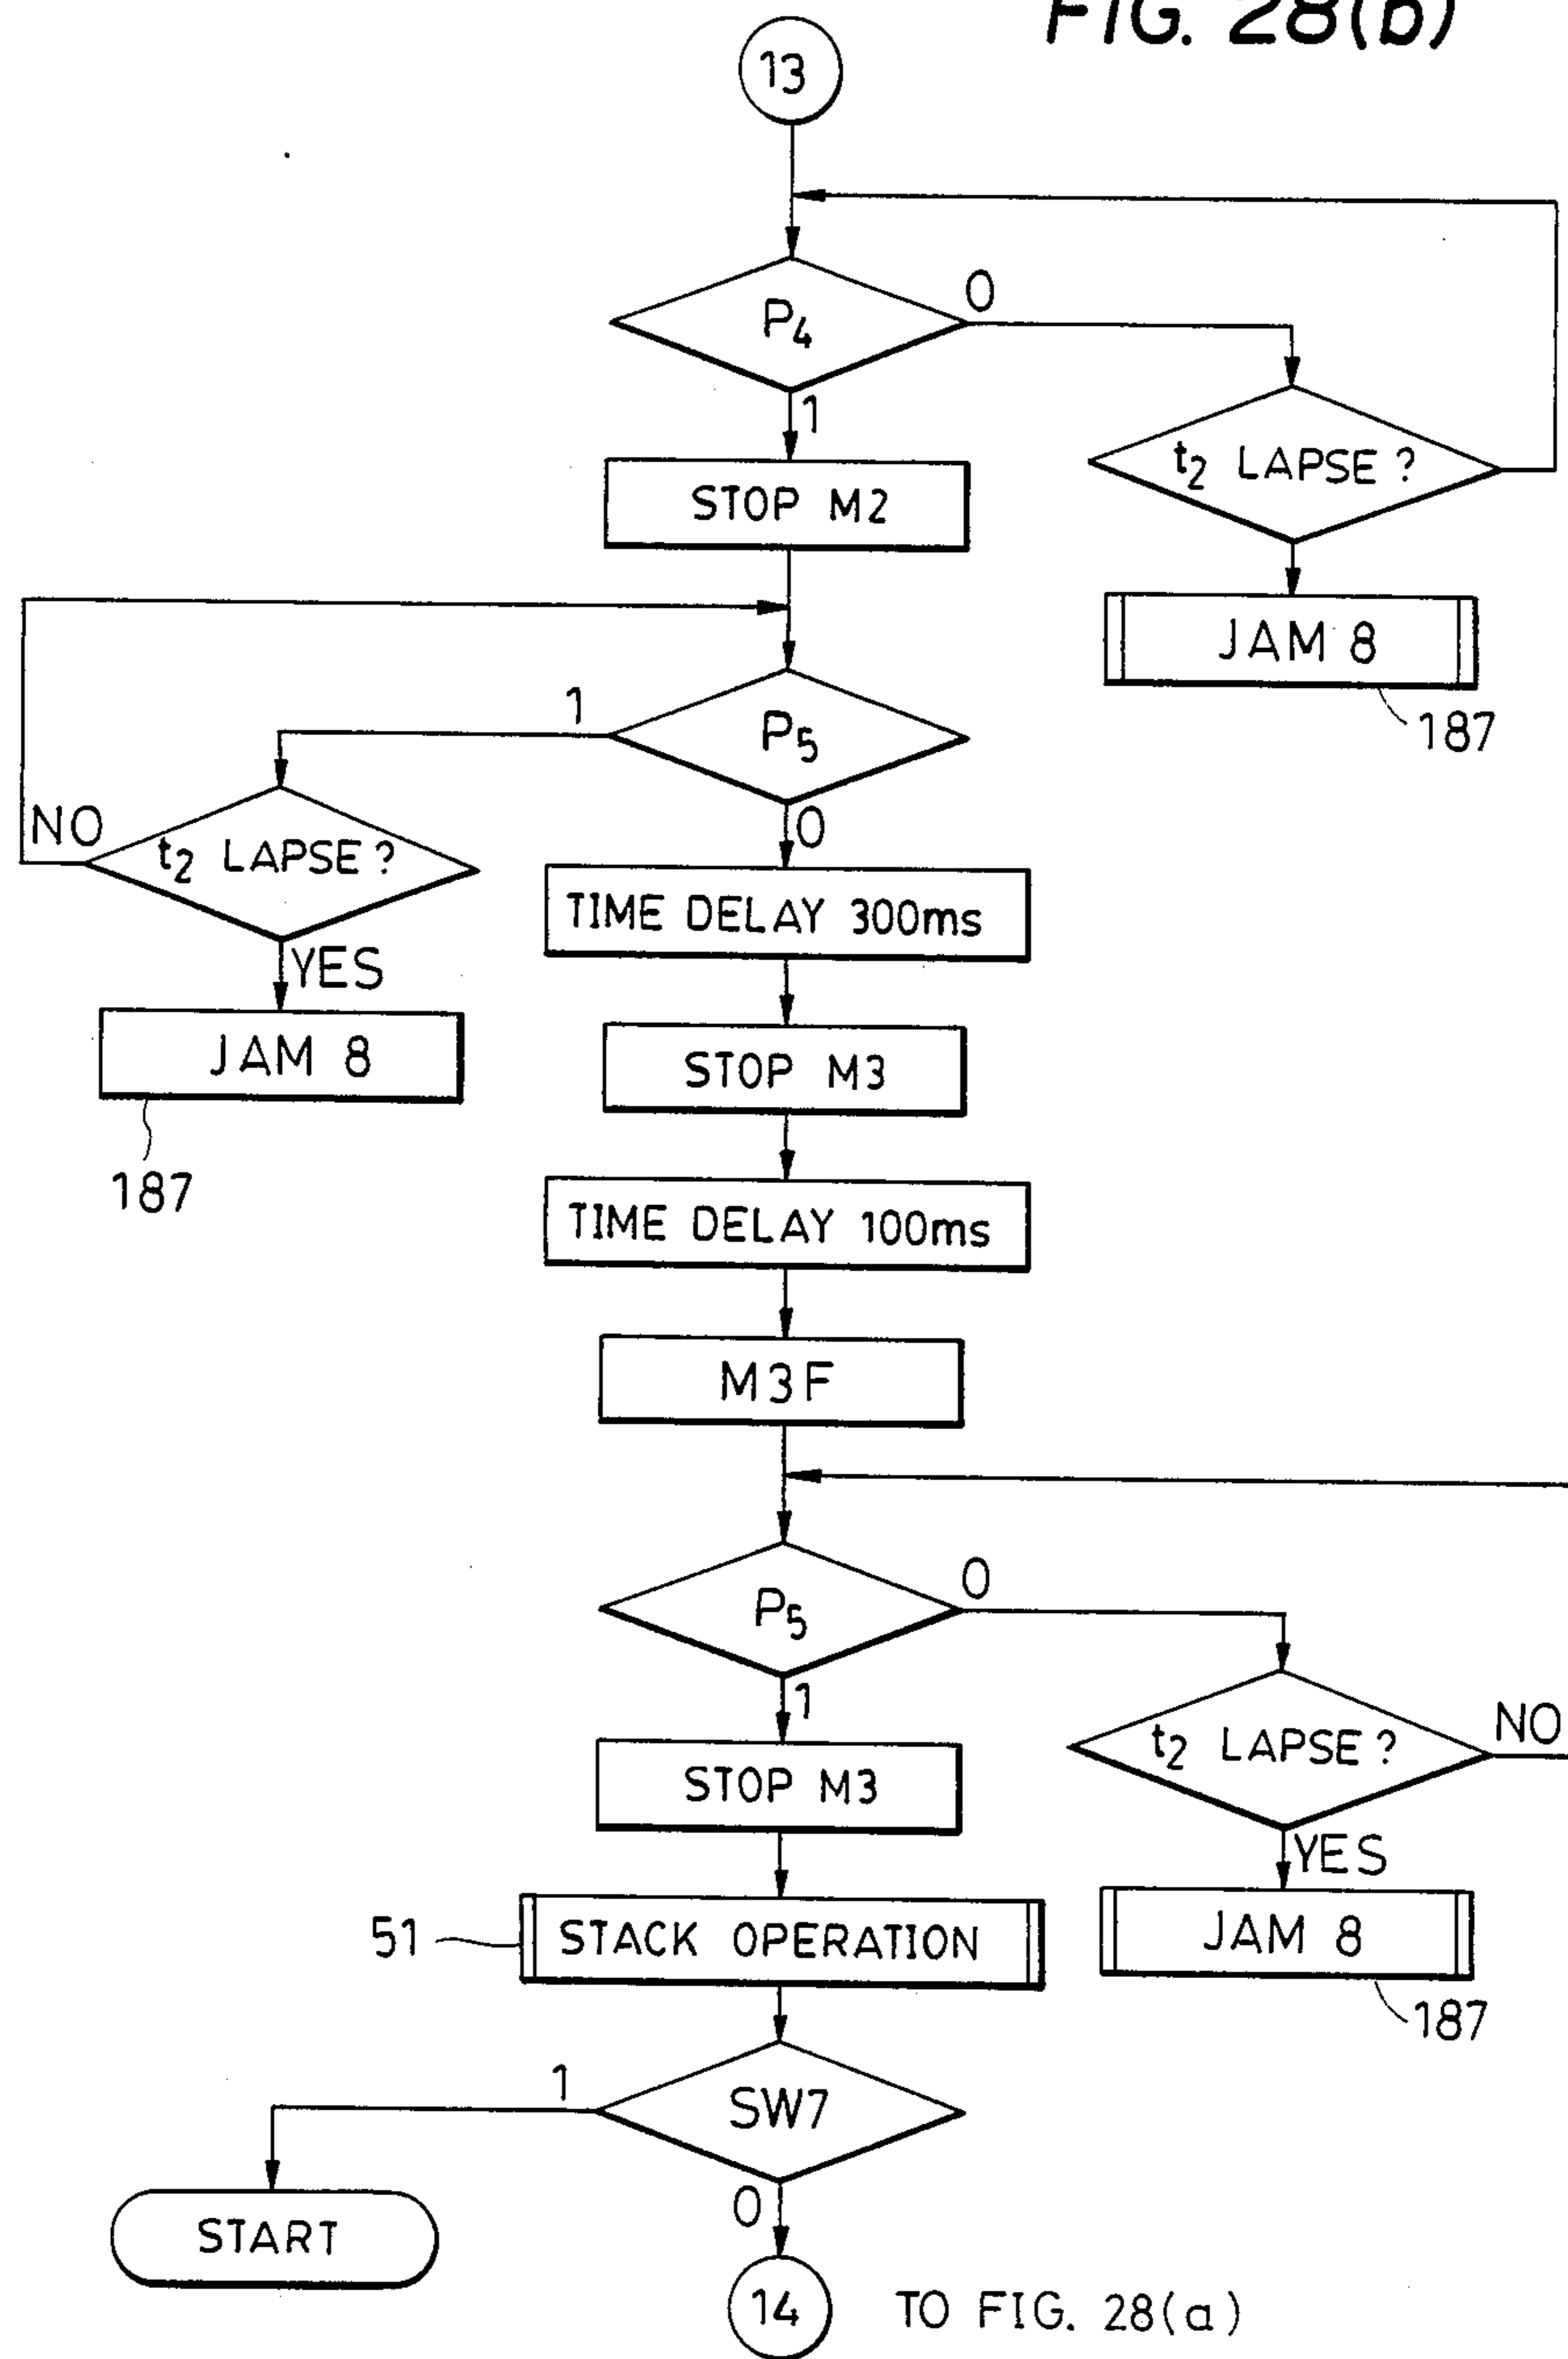 FIG. 28(b)
13
P4
0
1
t2 LAPSE ?
STOP M2
JAM 8
187
1
P5
0
NO
t2 LAPSE ?
YES
TIME DELAY 300ms
JAM 8
187
STOP M3
TIME DELAY 100ms
M3F
P5
0
1
t2 LAPSE ?
NO
STOP M3
YES
51
STACK OPERATION
JAM 8
187
1
SW7
0
START
14
TO FIG. 28(a)